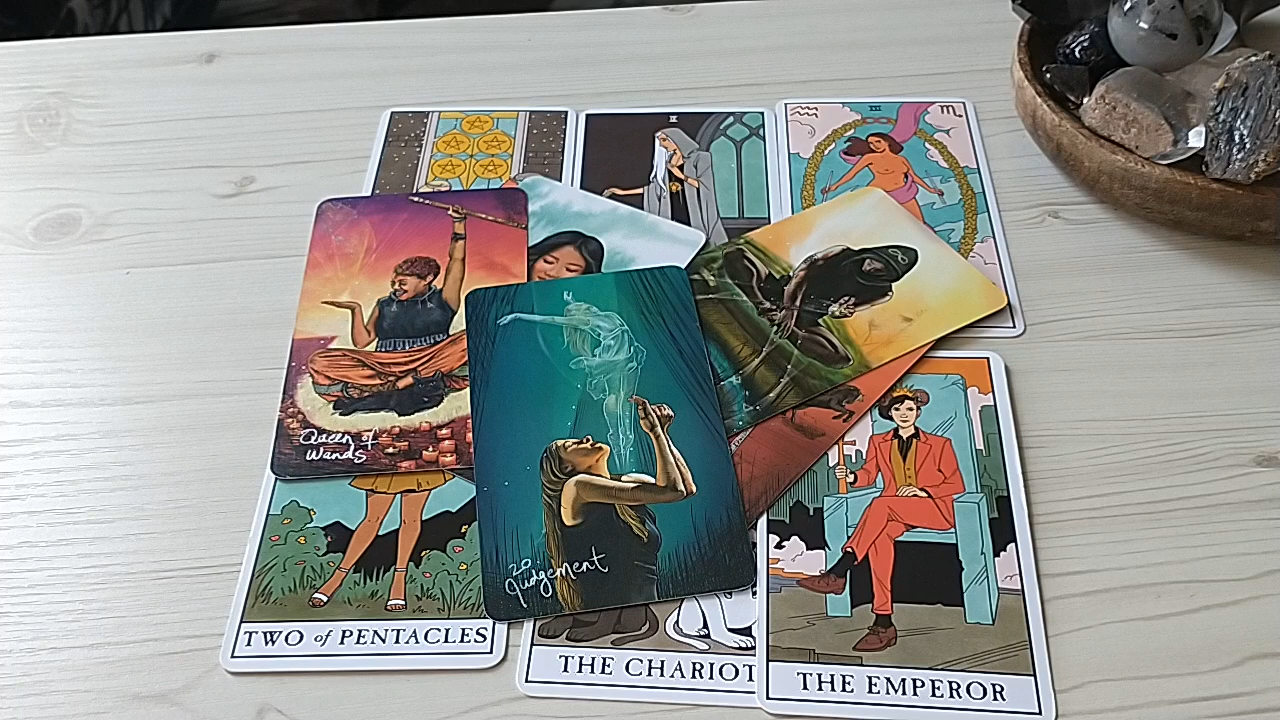 Queen of
Wands
20
Judgement
TWO of PENTACLES
THE CHARIOT
THE EMPEROR